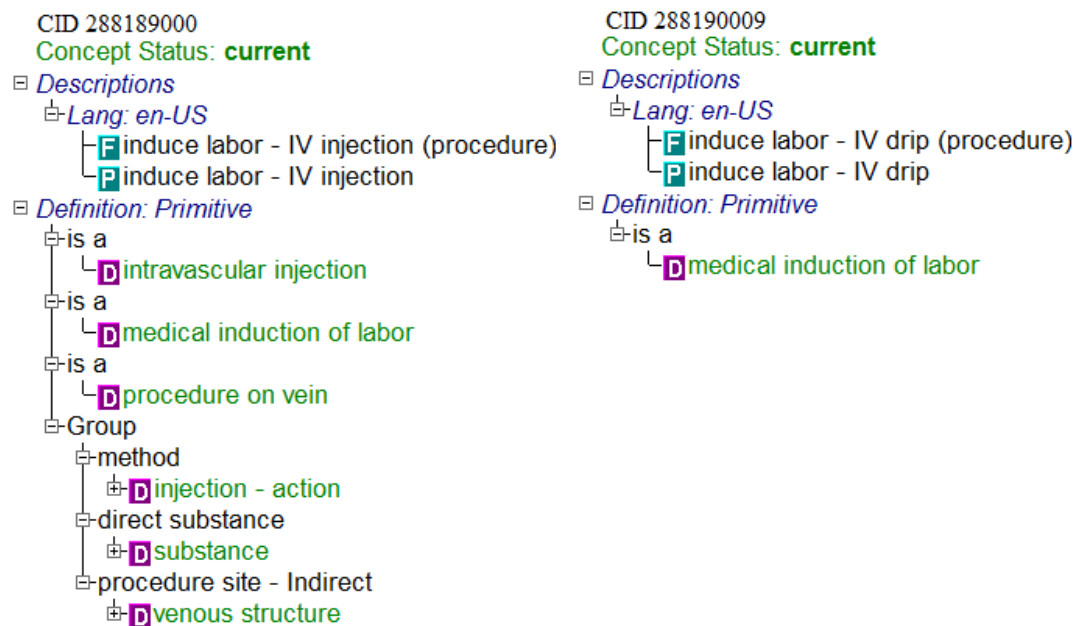 CID 288189000
Concept Status: current
Descriptions
Lang: en-US
F induce labor - IV injection (procedure)
P induce labor - IV injection
Definition: Primitive
is a
D intravascular injection
is a
D medical induction of labor
is a
D procedure on vein
Group
method
D injection - action
direct substance
D substance
procedure site - Indirect
D venous structure
CID 288190009
Concept Status: current
Descriptions
Lang: en-US
F induce labor - IV drip (procedure)
P induce labor - IV drip
Definition: Primitive
is a
D medical induction of labor